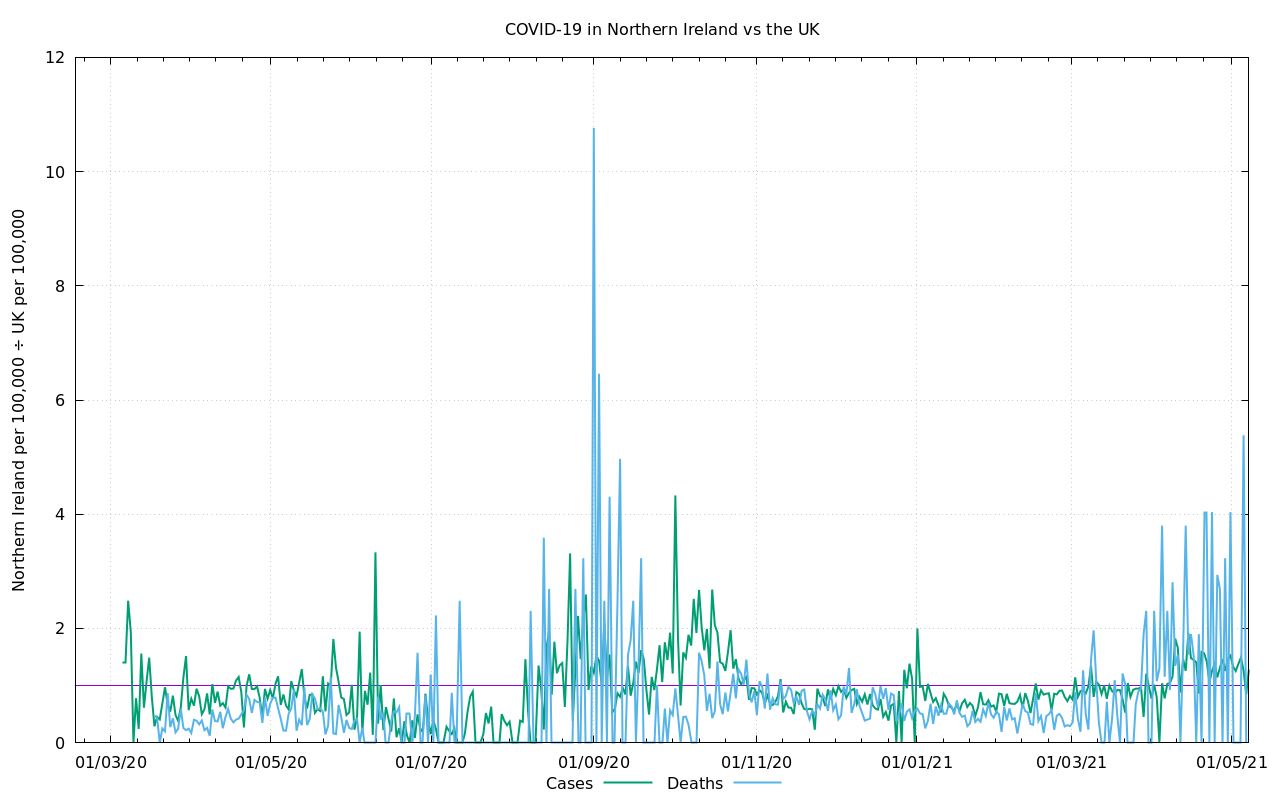 COVID-19 in Northern Ireland vs the UK
Northern Ireland per 100,000 ÷ UK per 100,000
12
10
8
6
4
2
0
01/03/20 01/05/20 01/07/20 01/09/20 01/11/20 01/01/21 01/03/21 01/05/21
Cases Deaths